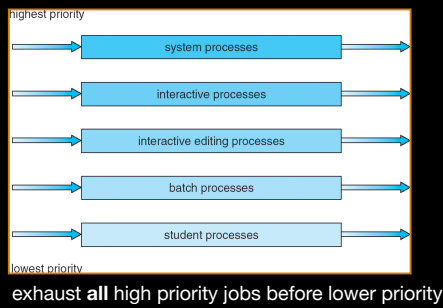 highest priority
system processes
interactive processes
interactive editing processes
batch processes
student processes
lowest priority
exhaust all high priority jobs before lower priority